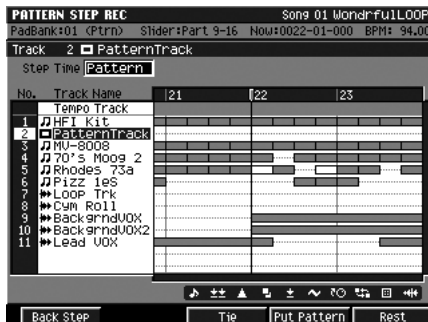 PATTERN STEP REC Song 01 WondrfulLOOP
PadBank:01 (Ptrn) Slider:Part 9-16 Now:0022-01-000 BPM: 94.00
Track 2 PatternTrack
Step Time Pattern
No. Track Name 21 22 23
Tempo Track
1 HFI Kit
2 PatternTrack
3 MV-8008
4 70's Moog 2
5 Rhodes 73a
6 Pizz 1eS
7 Loop Trk
8 Cym Roll
9 BackgrndVOX
10 BackgrndVOX2
11 Lead VOX
Back Step Tie Put Pattern Rest